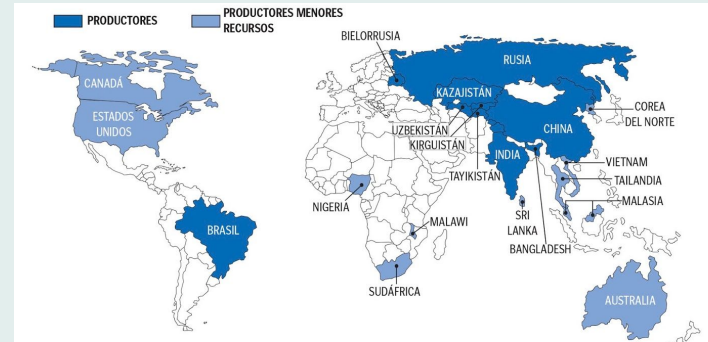 PRODUCTORES
PRODUCTORES MENORES
RECURSOS
BIELORRUSIA
RUSIA
CANADÁ
KAZAJISTÁN
ESTADOS
UNIDOS
COREA
DEL NORTE
UZBEKISTÁN
CHINA
KIRGUISTÁN
INDIA
VIETNAM
TAYIKISTÁN
TAILANDIA
NIGERIA
MALASIA
MALAWI
SRI
LANKA
BRASIL
BANGLADESH
SUDÁFRICA
AUSTRALIA